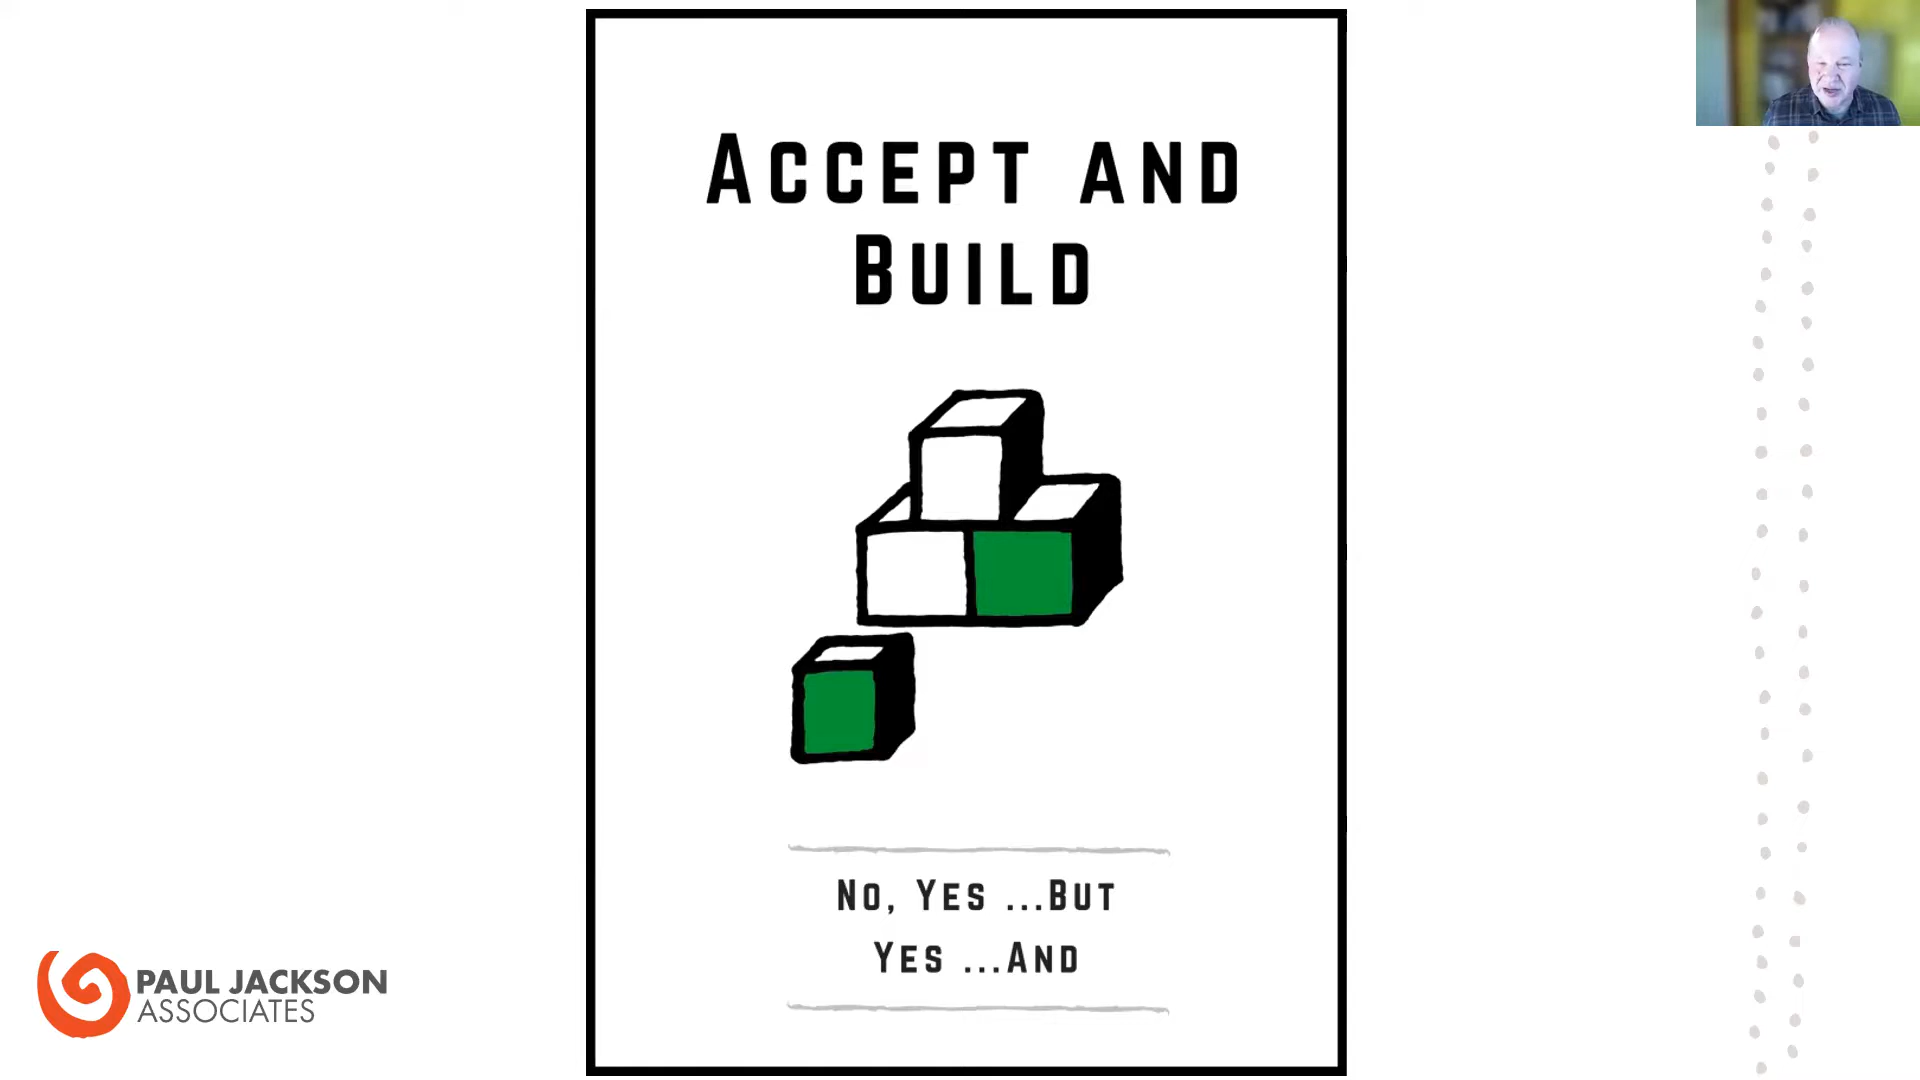 Accept and
Build
No, Yes ...But
Yes ...And
PAUL JACKSON
ASSOCIATES